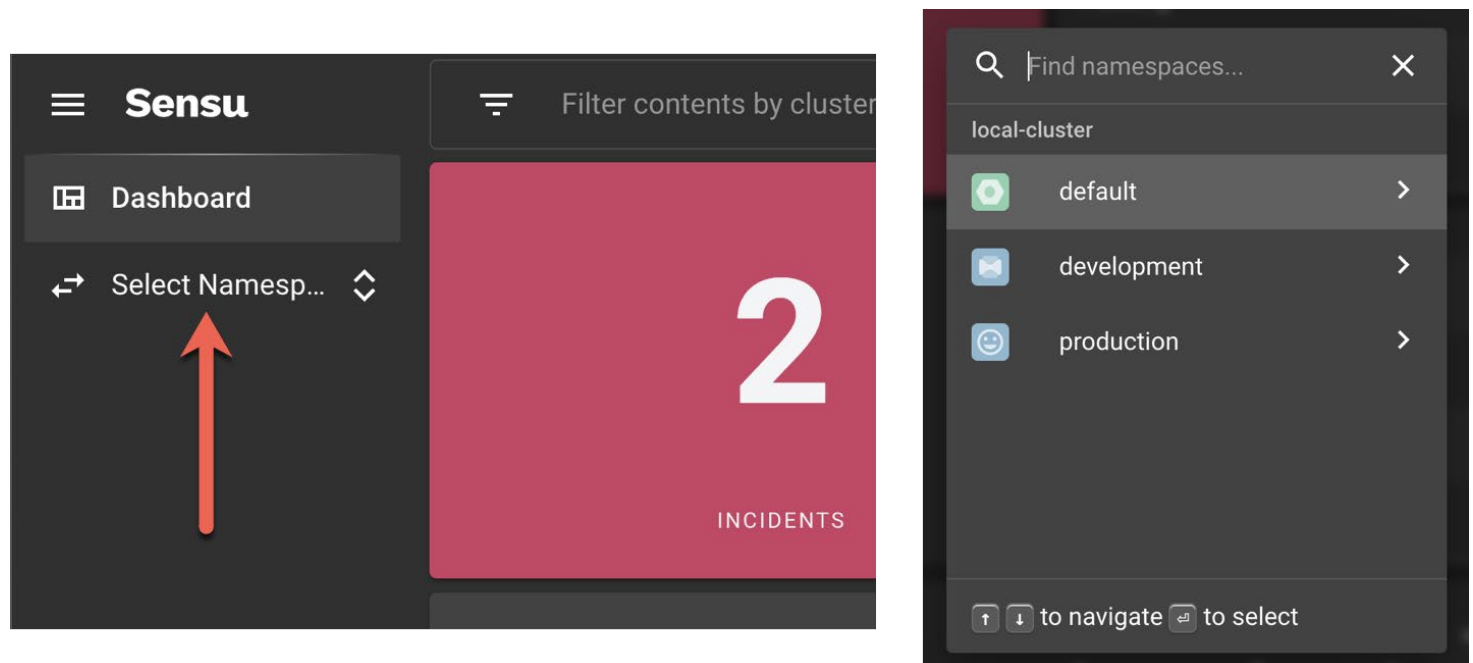 Sensu
Filter contents by cluster
Dashboard
Select Namesp...
2
INCIDENTS
Find namespaces...
local-cluster
default
development
production
↑ ↓ to navigate ⏎ to select